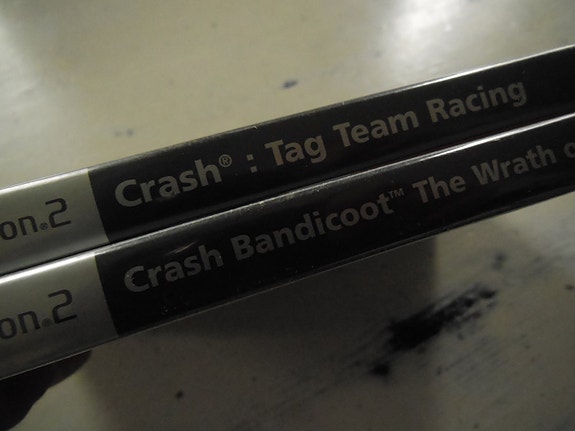 on.2 Crash® : Tag Team Racing
on.2 Crash Bandicoot™ The Wrath o